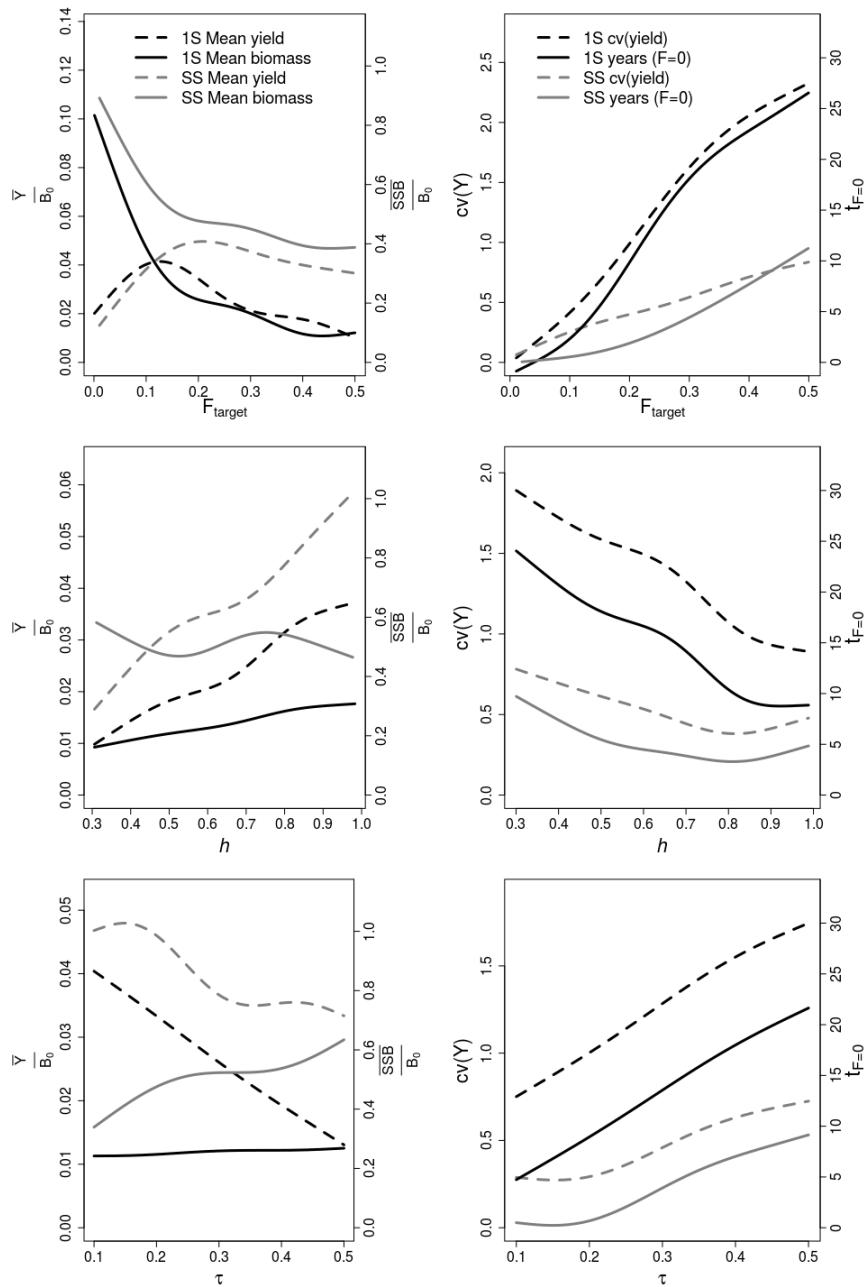 1S Mean yield
1S Mean biomass
SS Mean yield
SS Mean biomass
0.14
0.12
0.10
0.08
0.06
0.04
0.02
0.00
Y̅
B₀
1.0
0.8
0.6
0.4
0.2
0.0
S̅S̅B̅
B₀
0.0 0.1 0.2 0.3 0.4 0.5
F_target
1S cv(yield)
1S years (F=0)
SS cv(yield)
SS years (F=0)
2.5
2.0
1.5
1.0
0.5
0.0
cv(Y)
30
25
20
15
10
5
0
t_F=0
0.0 0.1 0.2 0.3 0.4 0.5
F_target
0.06
0.05
0.04
0.03
0.02
0.01
0.00
Y̅
B₀
1.0
0.8
0.6
0.4
0.2
0.0
S̅S̅B̅
B₀
0.3 0.4 0.5 0.6 0.7 0.8 0.9 1.0
h
2.0
1.5
1.0
0.5
0.0
cv(Y)
30
25
20
15
10
5
0
t_F=0
0.3 0.4 0.5 0.6 0.7 0.8 0.9 1.0
h
0.05
0.04
0.03
0.02
0.01
0.00
Y̅
B₀
1.0
0.8
0.6
0.4
0.2
0.0
S̅S̅B̅
B₀
0.1 0.2 0.3 0.4 0.5
τ
1.5
1.0
0.5
0.0
cv(Y)
30
25
20
15
10
5
0
t_F=0
0.1 0.2 0.3 0.4 0.5
τ